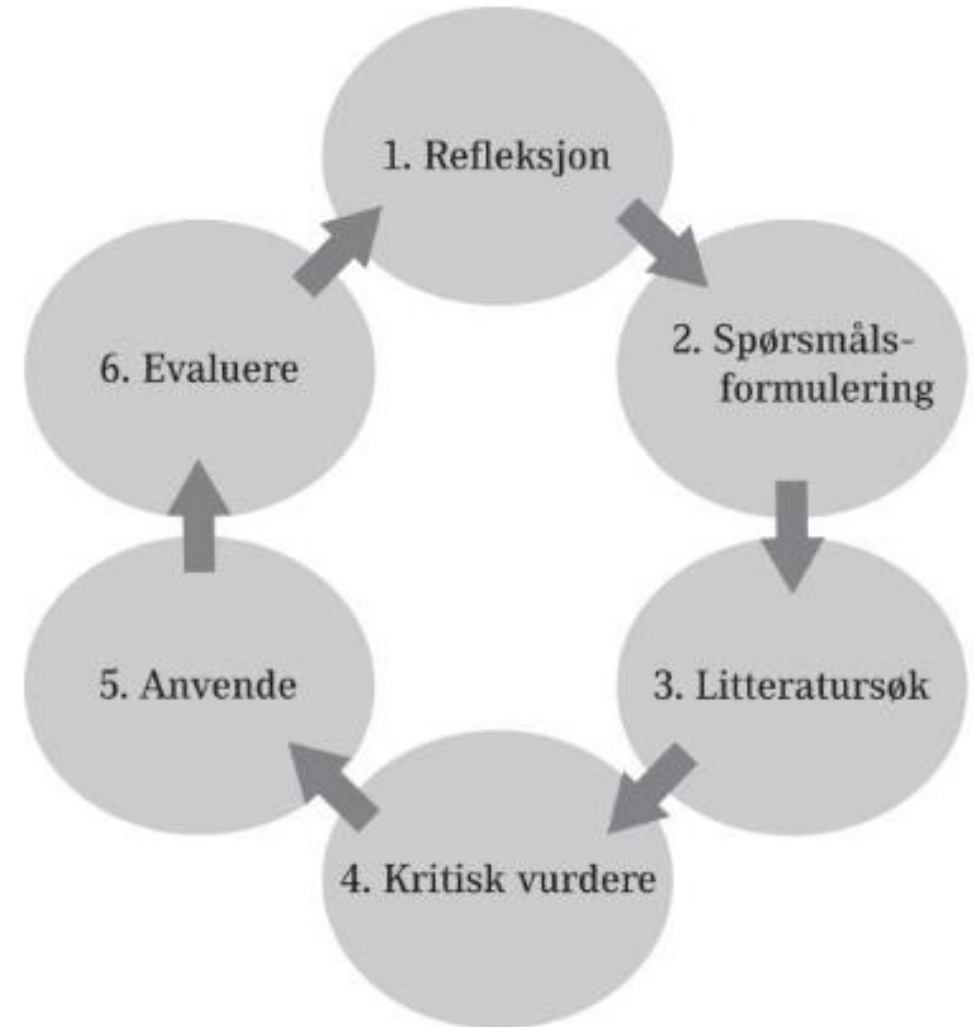 1. Refleksjon
2. Spørsmåls-
formulering
3. Litteratursøk
4. Kritisk vurdere
5. Anvende
6. Evaluere